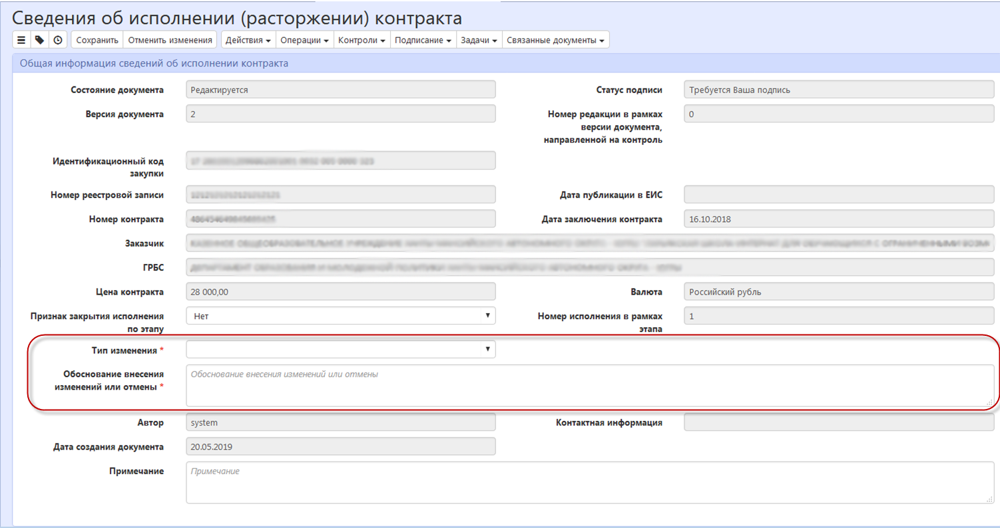 Сведения об исполнении (расторжении) контракта
Сохранить Отменить изменения Действия Операции Контроли Подписание Задачи Связанные документы
Общая информация сведений об исполнении контракта
Состояние документа Редактируется Статус подписи Требуется Ваша подпись
Версия документа 2 Номер редакции в рамках 0
версии документа,
направленной на контроль
Идентификационный код
закупки
Номер реестровой записи Дата публикации в ЕИС
Номер контракта Дата заключения контракта 16.10.2018
Заказчик
ГРБС
Цена контракта 28 000,00 Валюта Российский рубль
Признак закрытия исполнения Нет Номер исполнения в рамках 1
по этапу этапа
Тип изменения *
Обоснование внесения Обоснование внесения изменений или отмены
изменений или отмены *
Автор system Контактная информация
Дата создания документа 20.05.2019
Примечание Примечание